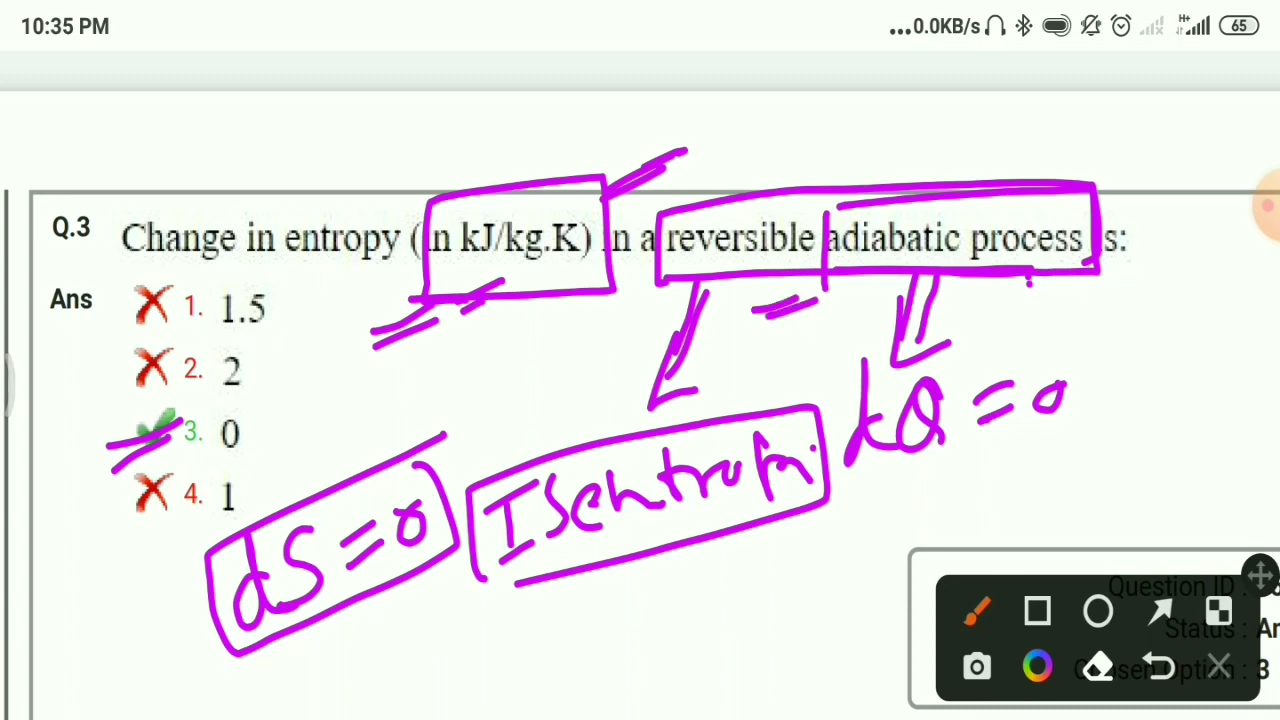 10:35 PM
...0.0KB/s
H+
65
Q.3 Change in entropy (in kJ/kg.K) in a reversible adiabatic process is:
Ans
1. 1.5
2. 2
3. 0
4. 1
dQ = 0
dS = 0
Question ID :
Status : An
Chosen Option : 3